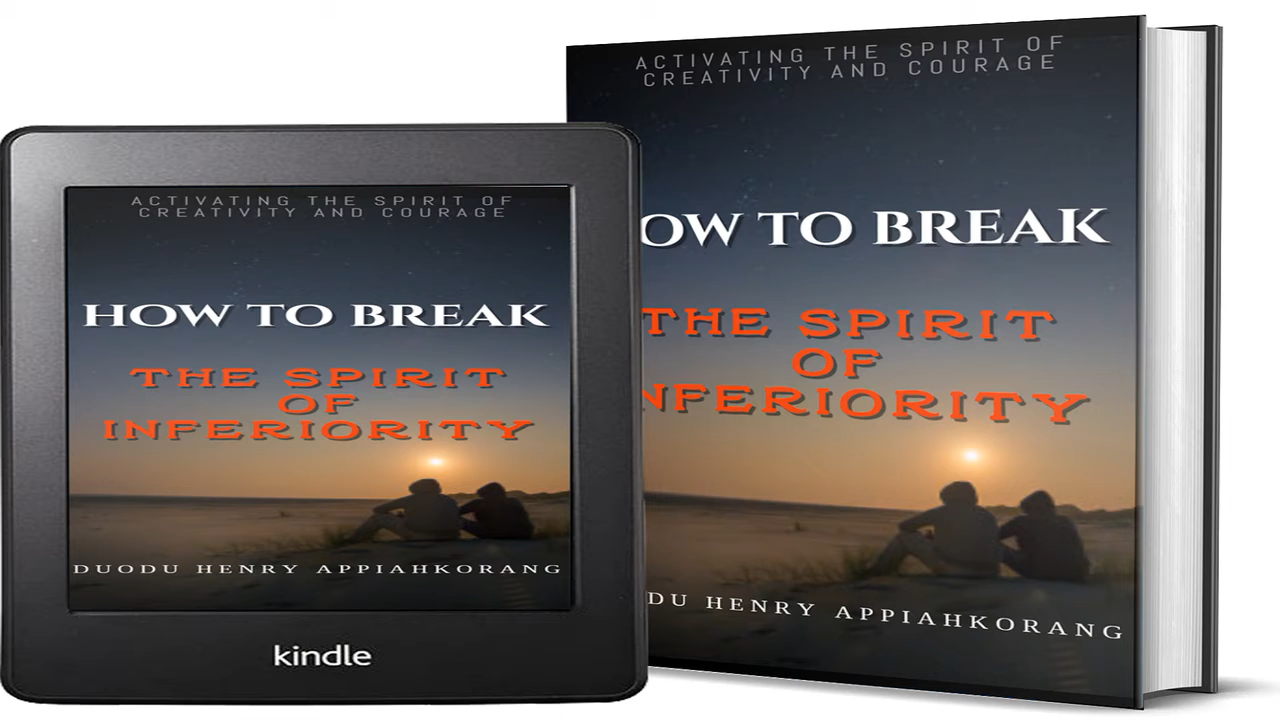 ACTIVATING THE SPIRIT OF
CREATIVITY AND COURAGE
HOW TO BREAK
THE SPIRIT
OF
INFERIORITY
DUODU HENRY APPIAHKORANG
kindle
ACTIVATING THE SPIRIT OF
CREATIVITY AND COURAGE
OW TO BREAK
THE SPIRIT
OF
NFERIORITY
DU HENRY APPIAHKORANG